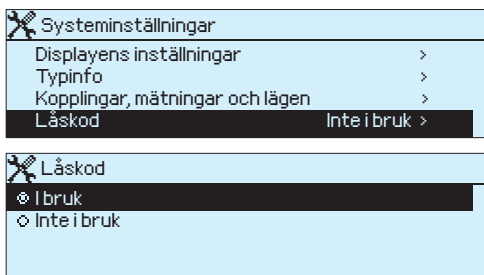 Systeminställningar
Displayens inställningar >
Typinfo >
Kopplingar, mätningar och lägen >
Låskod Inte i bruk >
Låskod
I bruk
Inte i bruk